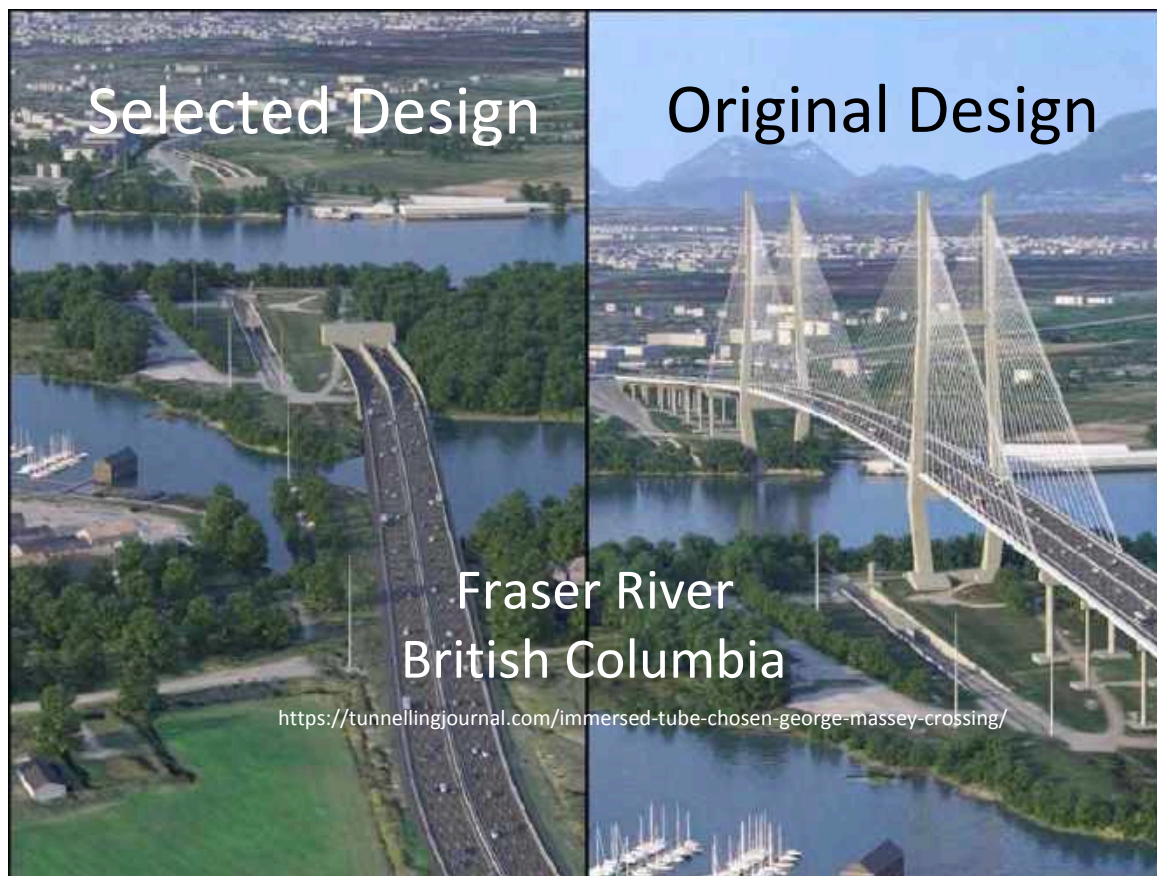 Selected Design
Original Design
Fraser River
British Columbia
https://tunnellingjournal.com/immersed-tube-chosen-george-massey-crossing/